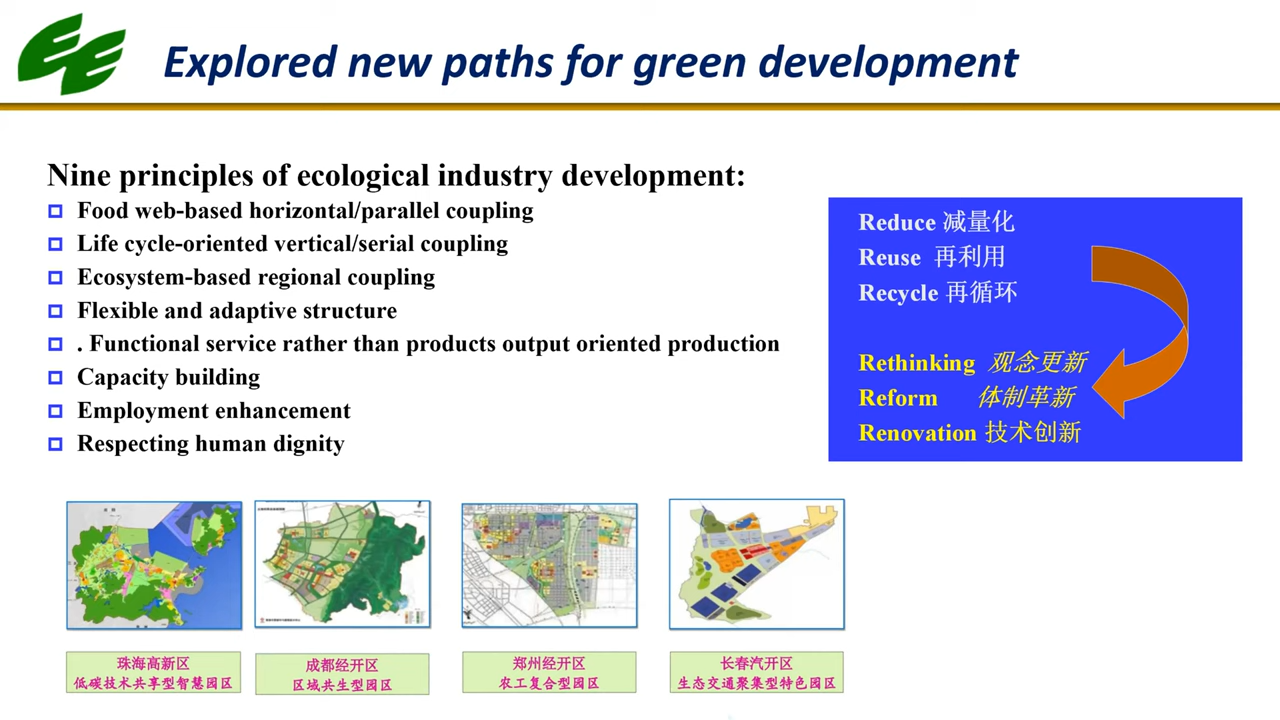 Explored new paths for green development
Nine principles of ecological industry development:
Food web-based horizontal/parallel coupling
Life cycle-oriented vertical/serial coupling
Ecosystem-based regional coupling
Flexible and adaptive structure
. Functional service rather than products output oriented production
Capacity building
Employment enhancement
Respecting human dignity
Reduce 减量化
Reuse 再利用
Recycle 再循环
Rethinking 观念更新
Reform 体制革新
Renovation 技术创新
珠海高新区
低碳技术共享型智慧园区
成都经开区
区域共生型园区
郑州经开区
农工复合型园区
长春汽开区
生态交通聚集型特色园区